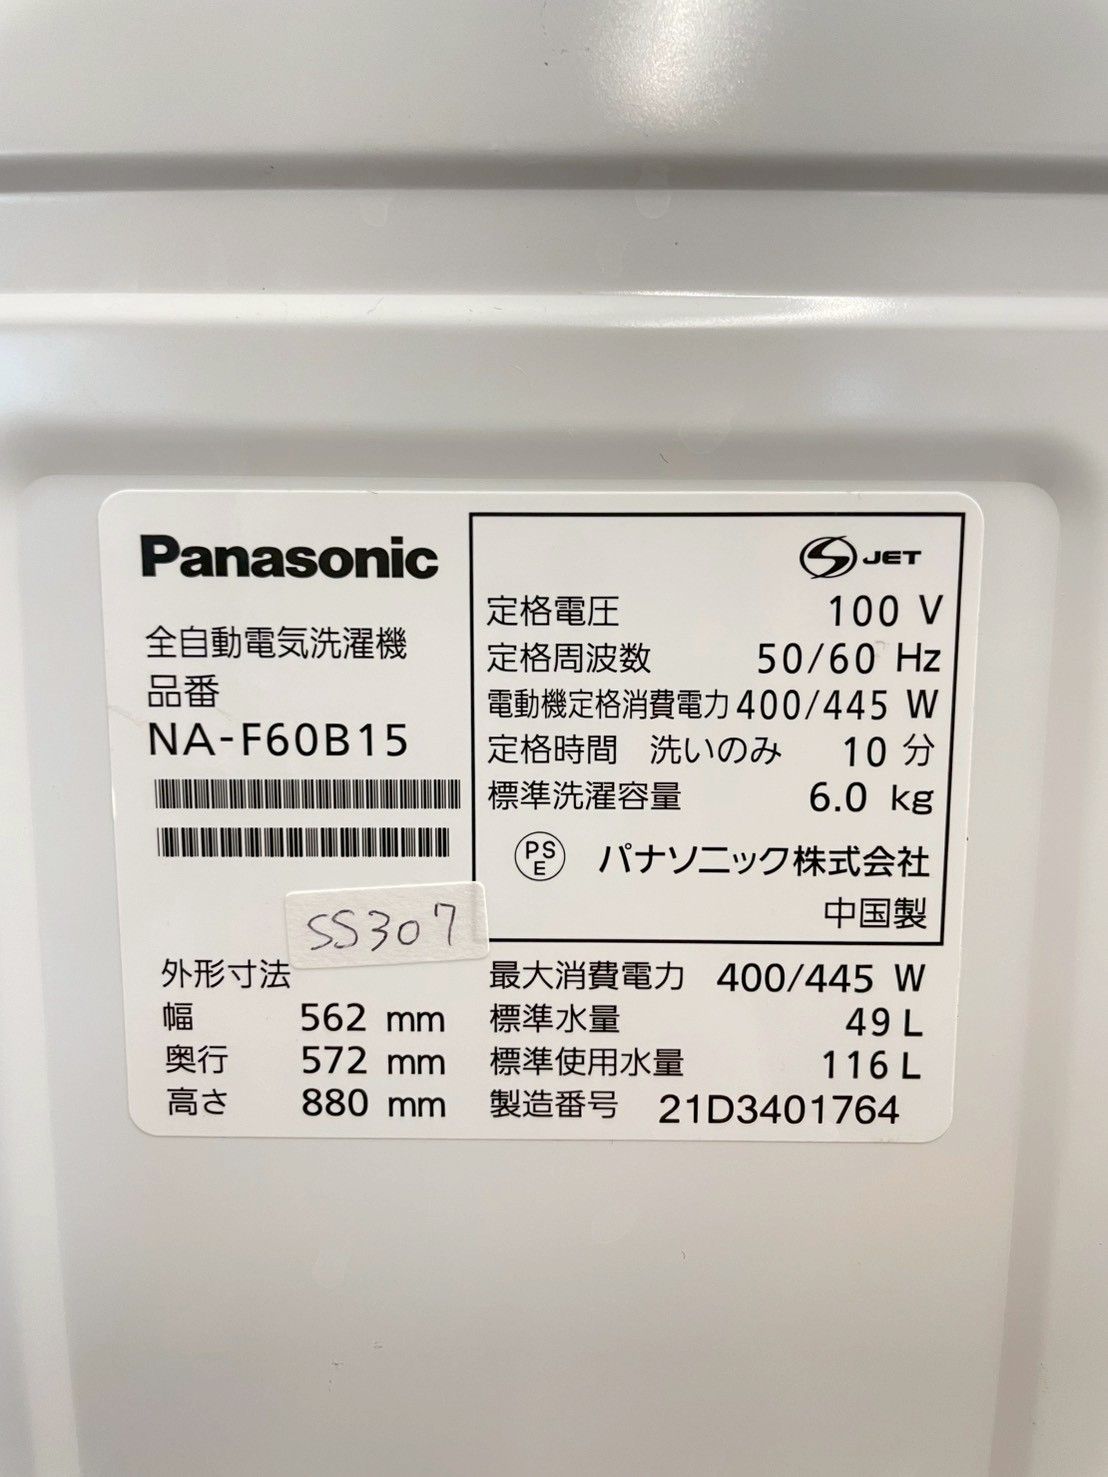 Panasonic
全自動電気洗濯機
品番
NA-F60B15
SS307
外形寸法
幅 562 mm
奥行 572 mm
高さ 880 mm
S JET
定格電圧 100 V
定格周波数 50/60 Hz
電動機定格消費電力 400/445 W
定格時間 洗いのみ 10 分
標準洗濯容量 6.0 kg
PSE パナソニック株式会社
中国製
最大消費電力 400/445 W
標準水量 49 L
標準使用水量 116 L
製造番号 21D3401764